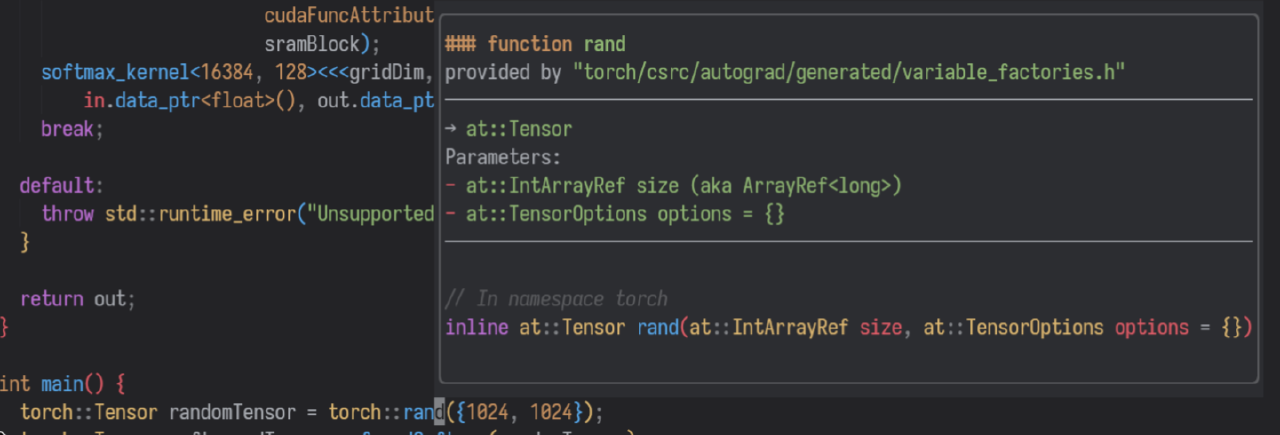 cudaFuncAttribut
sramBlock);
softmax_kernel<16384, 128><<<gridDim,
in.data_ptr<float>(), out.data_pt
break;
default:
throw std::runtime_error("Unsupported
}
return out;
}
int main() {
torch::Tensor randomTensor = torch::rand({1024, 1024});
### function rand
provided by "torch/csrc/autograd/generated/variable_factories.h"
→ at::Tensor
Parameters:
- at::IntArrayRef size (aka ArrayRef<long>)
- at::TensorOptions options = {}
// In namespace torch
inline at::Tensor rand(at::IntArrayRef size, at::TensorOptions options = {})